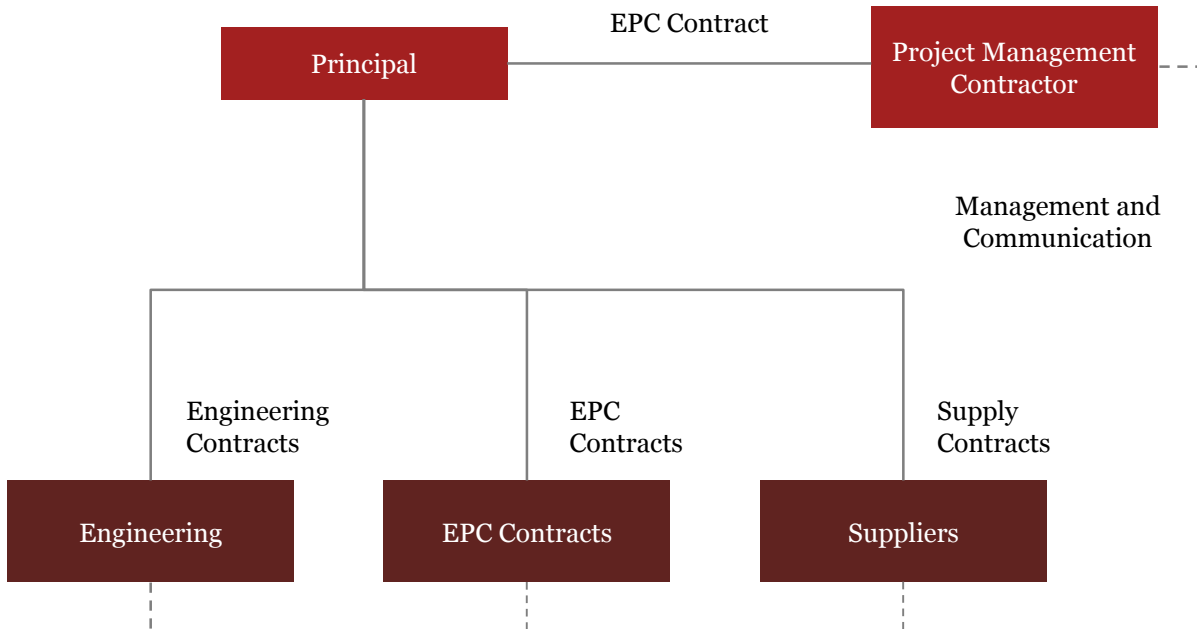 EPC Contract
Principal
Project Management
Contractor
Management and
Communication
Engineering
Contracts
EPC
Contracts
Supply
Contracts
Engineering
EPC Contracts
Suppliers